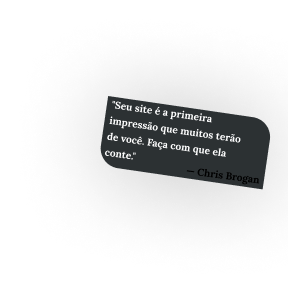 "Seu site é a primeira
impressão que muitos terão
de você. Faça com que ela
conte."
— Chris Brogan